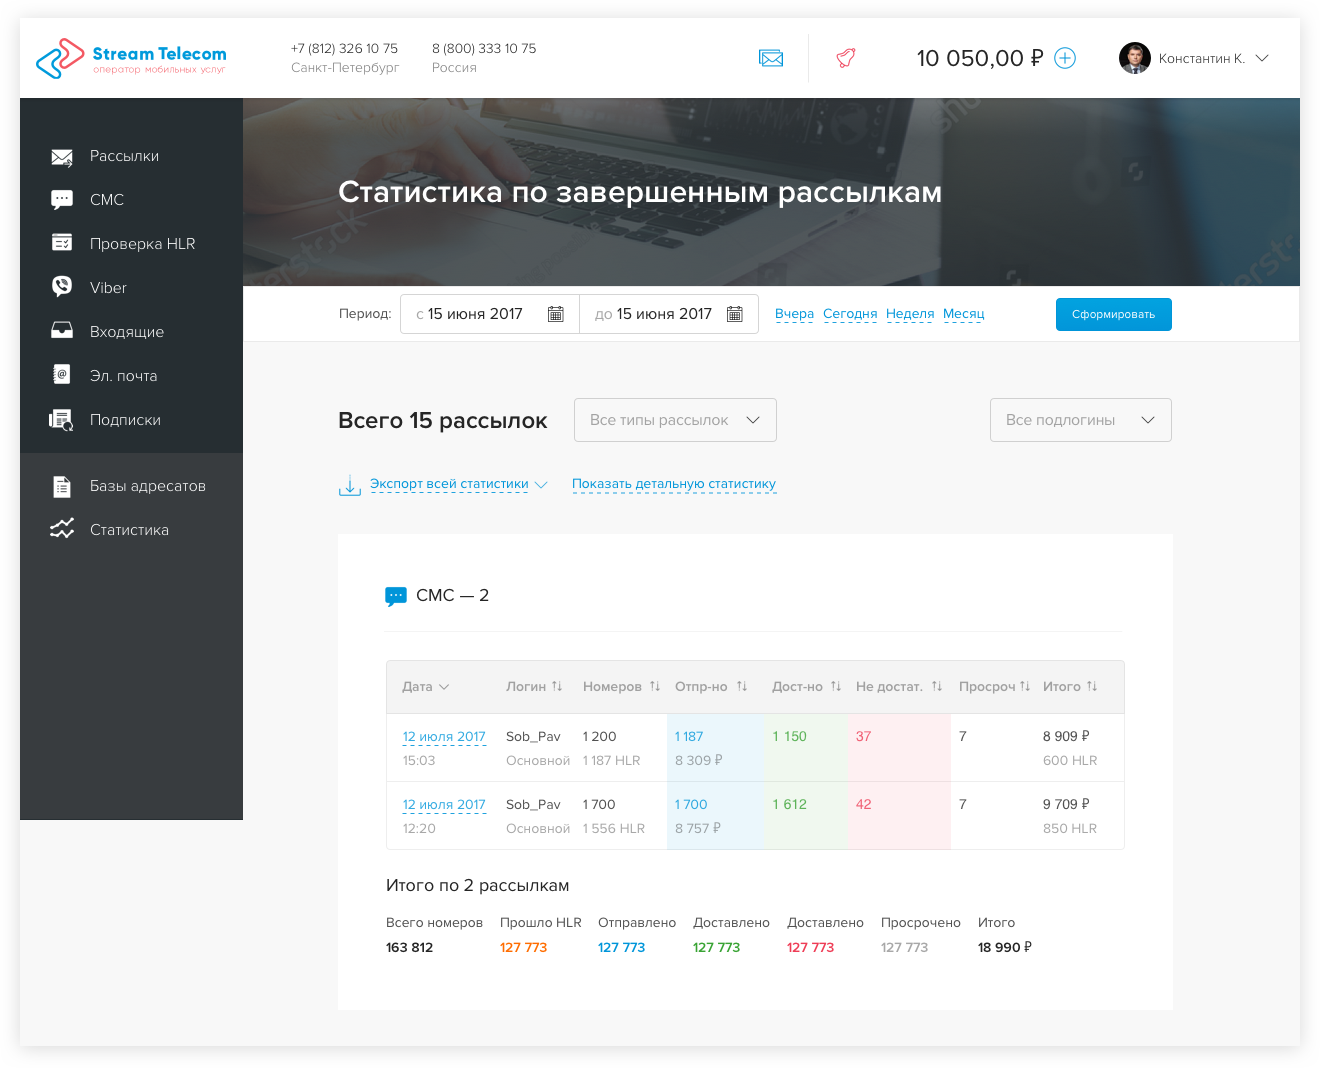 Stream Telecom
оператор мобильных услуг
+7 (812) 326 10 75
Санкт-Петербург
8 (800) 333 10 75
Россия
10 050,00 ₽
Константин К.
Рассылки
СМС
Проверка HLR
Viber
Входящие
Эл. почта
Подписки
Базы адресатов
Статистика
Статистика по завершенным рассылкам
Период: с 15 июня 2017 до 15 июня 2017 Вчера Сегодня Неделя Месяц Сформировать
Всего 15 рассылок Все типы рассылок Все подлогины
Экспорт всей статистики Показать детальную статистику
СМС — 2
Дата Логин Номеров Отпр-но Дост-но Не достат. Просроч Итого
12 июля 2017 Sob_Pav 1 200 1 187 1 150 37 7 8 909 ₽
15:03 Основной 1 187 HLR 8 309 ₽ 600 HLR
12 июля 2017 Sob_Pav 1 700 1 700 1 612 42 7 9 709 ₽
12:20 Основной 1 556 HLR 8 757 ₽ 850 HLR
Итого по 2 рассылкам
Всего номеров Прошло HLR Отправлено Доставлено Доставлено Просрочено Итого
163 812 127 773 127 773 127 773 127 773 127 773 18 990 ₽